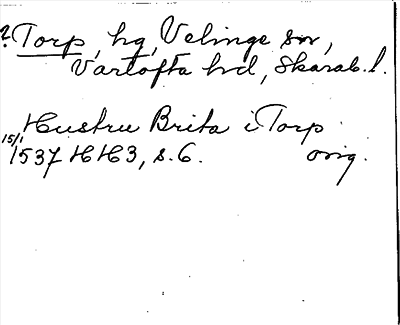 ? Torp, hg, Velinge sn,
Vartofta hd, Skarab. l.
Hustru Brita i Torp
15/1 1537 HH3, s. 6. orig.